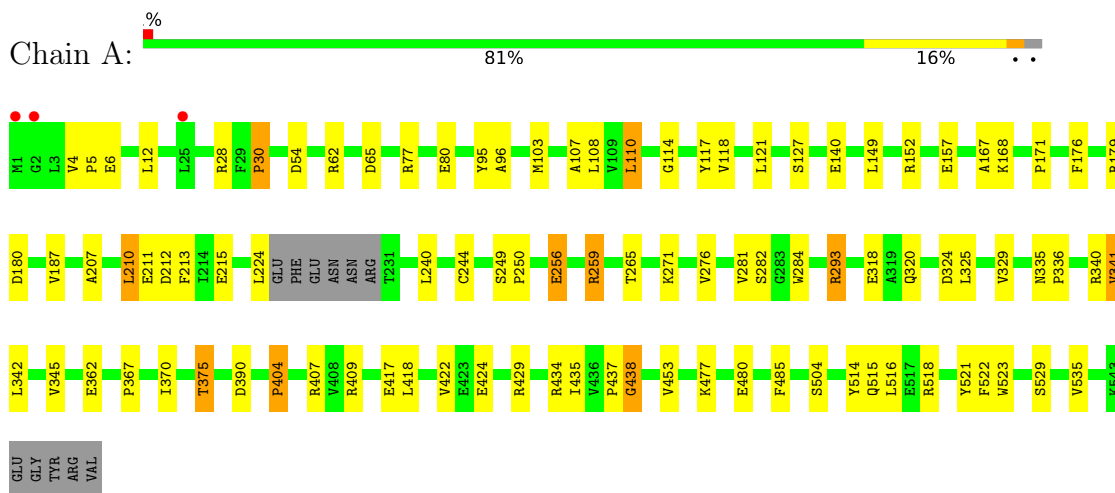 .%
Chain A:
81% 16% . .
M1 G2 L3 V4 P5 E6 L12 L25 R28 F29 P30 D54 R62 D65 R77 E80 Y95 A96 M103 A107 L108 V109 L110 G114 Y117 V118 L121 S127 E140 L149 R152 E157 A167 K168 P171 F176
D180 V187 A207 L210 E211 D212 F213 I214 E215 L224 GLU PHE GLU ASN ASN ARG T231 L240 C244 S249 P250 E256 R259 T265 K271 V276 V281 S282 G283 W284 R293 E318 A319 Q320 D324 L325 V329 N335 P336 R340
L342 V345 E362 P367 I370 T375 D390 P404 R407 V408 R409 E417 L418 V422 E423 E424 R429 R434 I435 V436 P437 G438 V453 K477 E480 F485 S504 Y514 Q515 L516 E517 R518 Y521 F522 W523 S529 V535 K543
GLU GLY TYR ARG VAL